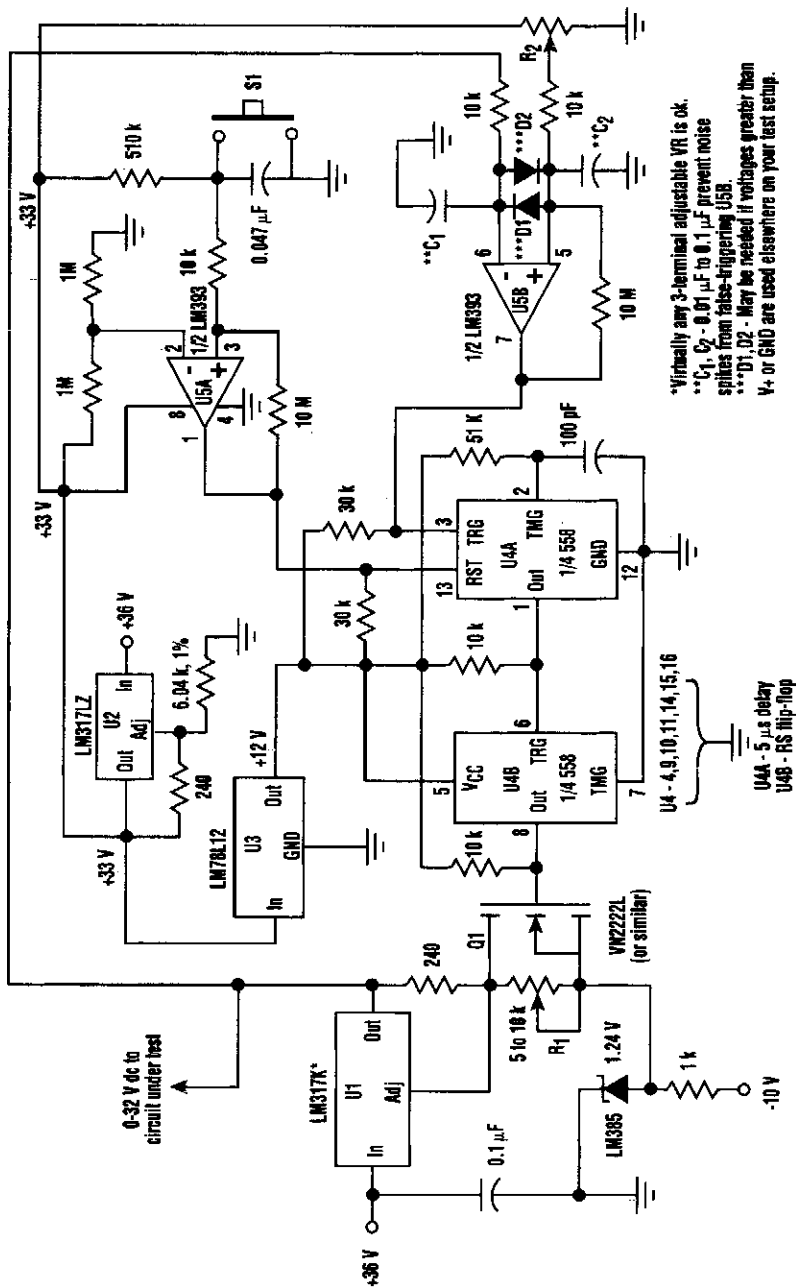 +33 V
510 k
S1
0.047 µF
1M
1M
10 k
1/2 LM393
2
3
8
4
1
U5A
-
+
10 M
+33 V
+36 V
LM317LZ
U2
In
Out
Adj
6.04 k, 1%
240
+33 V
LM78L12
U3
In
Out
GND
+12 V
0-32 V dc to
circuit under test
LM317K*
U1
In
Out
Adj
+36 V
240
0.1 µF
5 to 10 k
R1
Q1
VN2222L
(or similar)
LM385
1.24 V
1 k
-10 V
10 k
8
5
VCC
U4B
Out
TRG
6
1/4 558
TMG
7
30 k
10 k
30 k
13
3
RST
TRG
U4A
Out
TMG
1
2
1/4 558
GND
12
51 K
100 pF
1/2 LM393
7
U5B
6
5
-
+
10 M
**C1
***D1
***D2
**C2
10 k
10 k
R2
U4 - 4,9,10,11,14,15,16
U4A - 5 µs delay
U4B - RS flip-flop
*Virtually any 3-terminal adjustable VR is ok.
**C1, C2 - 0.01 µF to 0.1 µF prevent noise
spikes from false-triggering U5B.
***D1,D2 - May be needed if voltages greater than
V+ or GND are used elsewhere on your test setup.